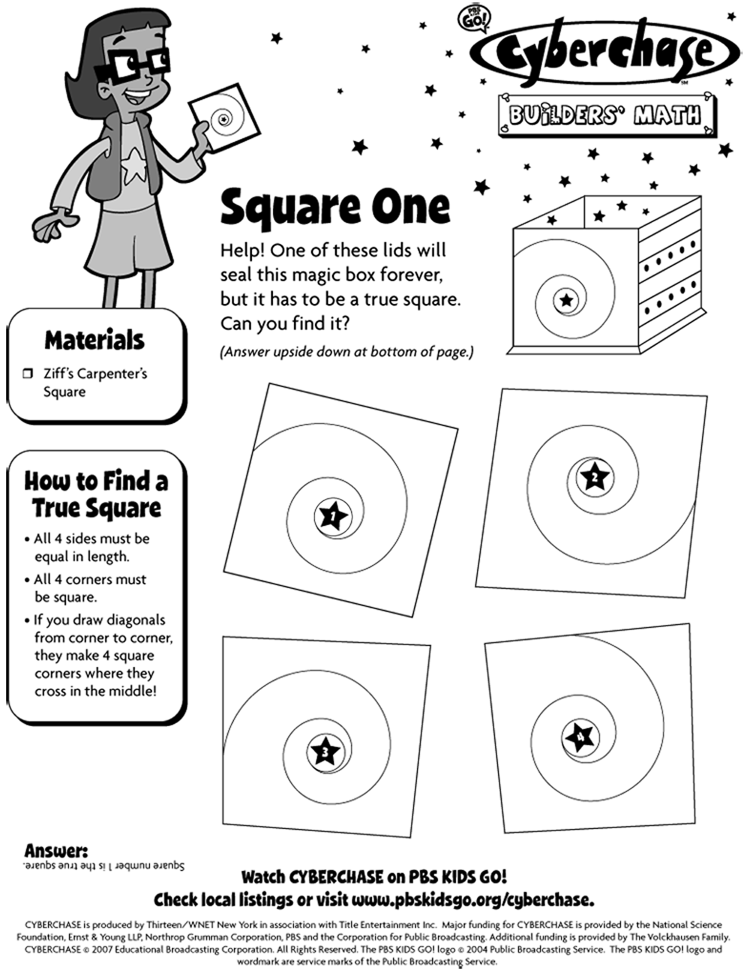 PBS KIDS GO!
Cyberchase
BUILDERS' MATH
Square One
Help! One of these lids will
seal this magic box forever,
but it has to be a true square.
Can you find it?
(Answer upside down at bottom of page.)
Materials
❒ Ziff's Carpenter's
Square
How to Find a
True Square
• All 4 sides must be
equal in length.
• All 4 corners must
be square.
• If you draw diagonals
from corner to corner,
they make 4 square
corners where they
cross in the middle!
1
2
3
4
Answer:
Square number 1 is the true square.
Watch CYBERCHASE on PBS KIDS GO!
Check local listings or visit www.pbskidsgo.org/cyberchase.
CYBERCHASE is produced by Thirteen/WNET New York in association with Title Entertainment Inc. Major funding for CYBERCHASE is provided by the National Science
Foundation, Ernst & Young LLP, Northrop Grumman Corporation, PBS and the Corporation for Public Broadcasting. Additional funding is provided by The Volckhausen Family.
CYBERCHASE © 2007 Educational Broadcasting Corporation. All Rights Reserved. The PBS KIDS GO! logo © 2004 Public Broadcasting Service. The PBS KIDS GO! logo and
wordmark are service marks of the Public Broadcasting Service.